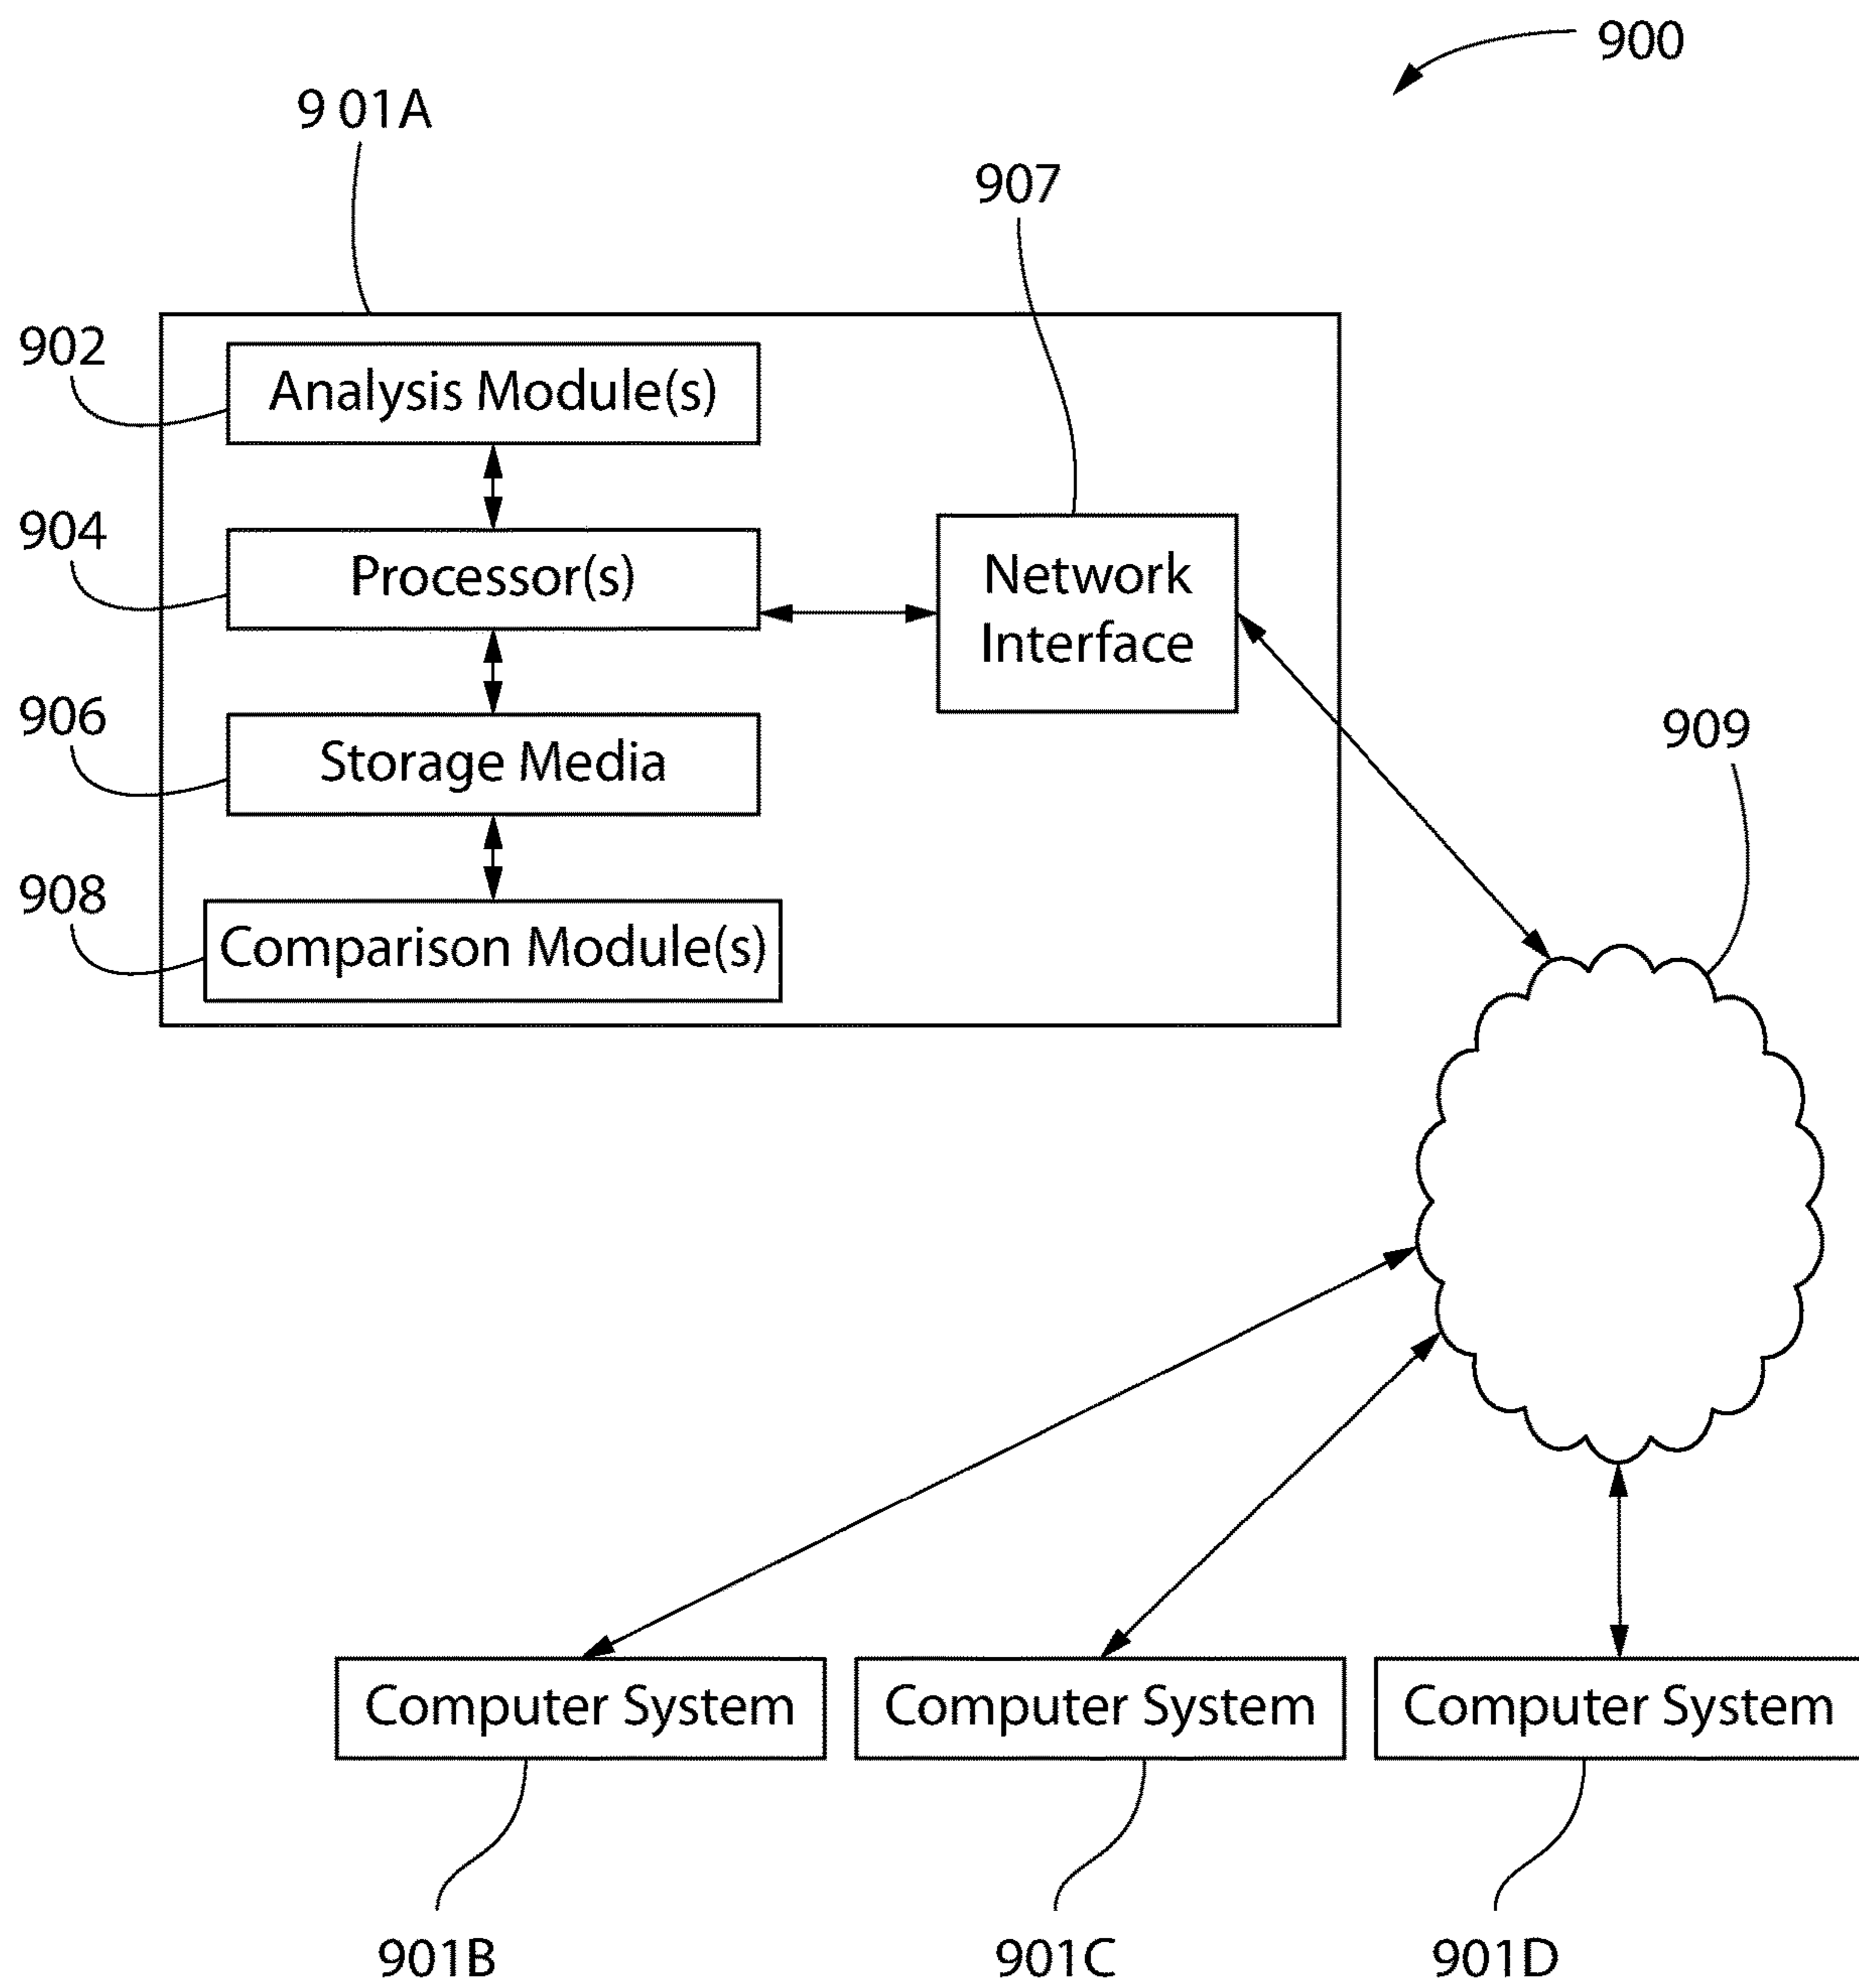 900
9 01A
907
902
Analysis Module(s)
904
Processor(s)
Network
Interface
906
Storage Media
909
908
Comparison Module(s)
Computer System
Computer System
Computer System
901B
901C
901D